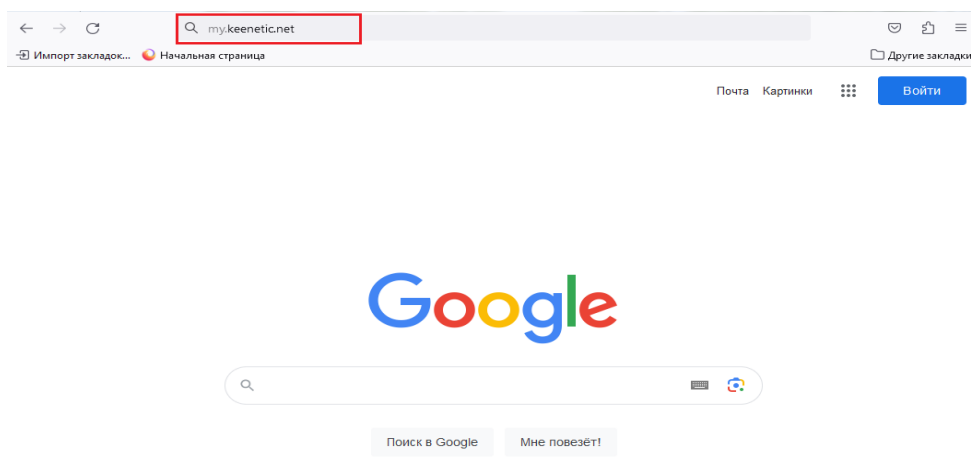 my.keenetic.net
Импорт закладок... Начальная страница Другие закладки
Почта Картинки Войти
Google
Поиск в Google Мне повезёт!